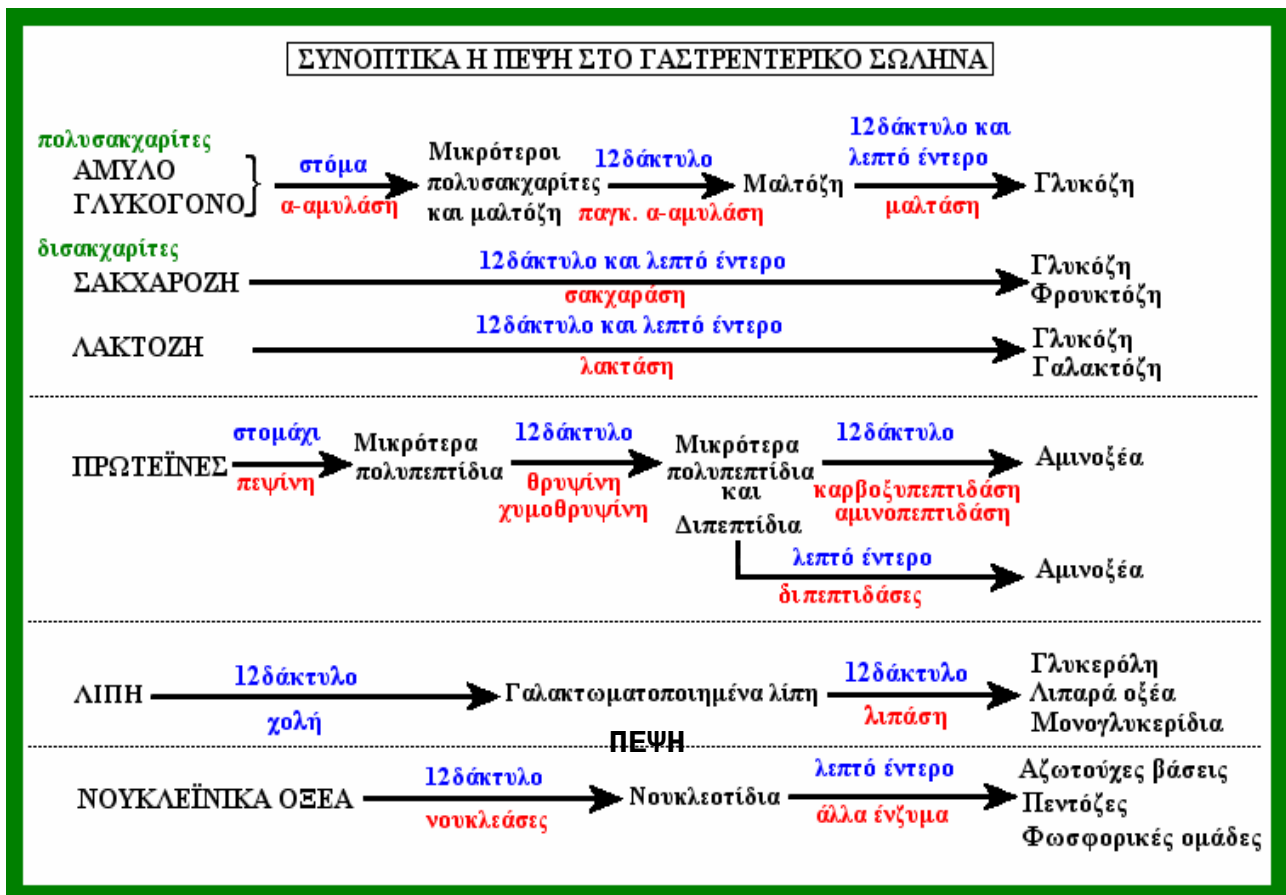 ΣΥΝΟΠΤΙΚΑ Η ΠΕΨΗ ΣΤΟ ΓΑΣΤΡΕΝΤΕΡΙΚΟ ΣΩΛΗΝΑ
πολυσακχαρίτες
ΑΜΥΛΟ
ΓΛΥΚΟΓΟΝΟ
στόμα
α-αμυλάση
Μικρότεροι
πολυσακχαρίτες
και μαλτόζη
12δάκτυλο
παγκ. α-αμυλάση
Μαλτόζη
12δάκτυλο και
λεπτό έντερο
μαλτάση
Γλυκόζη
δισακχαρίτες
ΣΑΚΧΑΡΟΖΗ
12δάκτυλο και λεπτό έντερο
σακχαράση
Γλυκόζη
Φρουκτόζη
ΛΑΚΤΟΖΗ
12δάκτυλο και λεπτό έντερο
λακτάση
Γλυκόζη
Γαλακτόζη
ΠΡΩΤΕΪΝΕΣ
στομάχι
πεψίνη
Μικρότερα
πολυπεπτίδια
12δάκτυλο
θρυψίνη
χυμοθρυψίνη
Μικρότερα
πολυπεπτίδια
και
Διπεπτίδια
12δάκτυλο
καρβοξυπεπτιδάση
αμινοπεπτιδάση
Αμινοξέα
λεπτό έντερο
διπεπτιδάσες
Αμινοξέα
ΛΙΠΗ
12δάκτυλο
χολή
Γαλακτωματοποιημένα λίπη
12δάκτυλο
λιπάση
Γλυκερόλη
Λιπαρά οξέα
Μονογλυκερίδια
ΠΕΨΗ
ΝΟΥΚΛΕΪΝΙΚΑ ΟΞΕΑ
12δάκτυλο
νουκλεάσες
Νουκλεοτίδια
λεπτό έντερο
άλλα ένζυμα
Αζωτούχες βάσεις
Πεντόζες
Φωσφορικές ομάδες